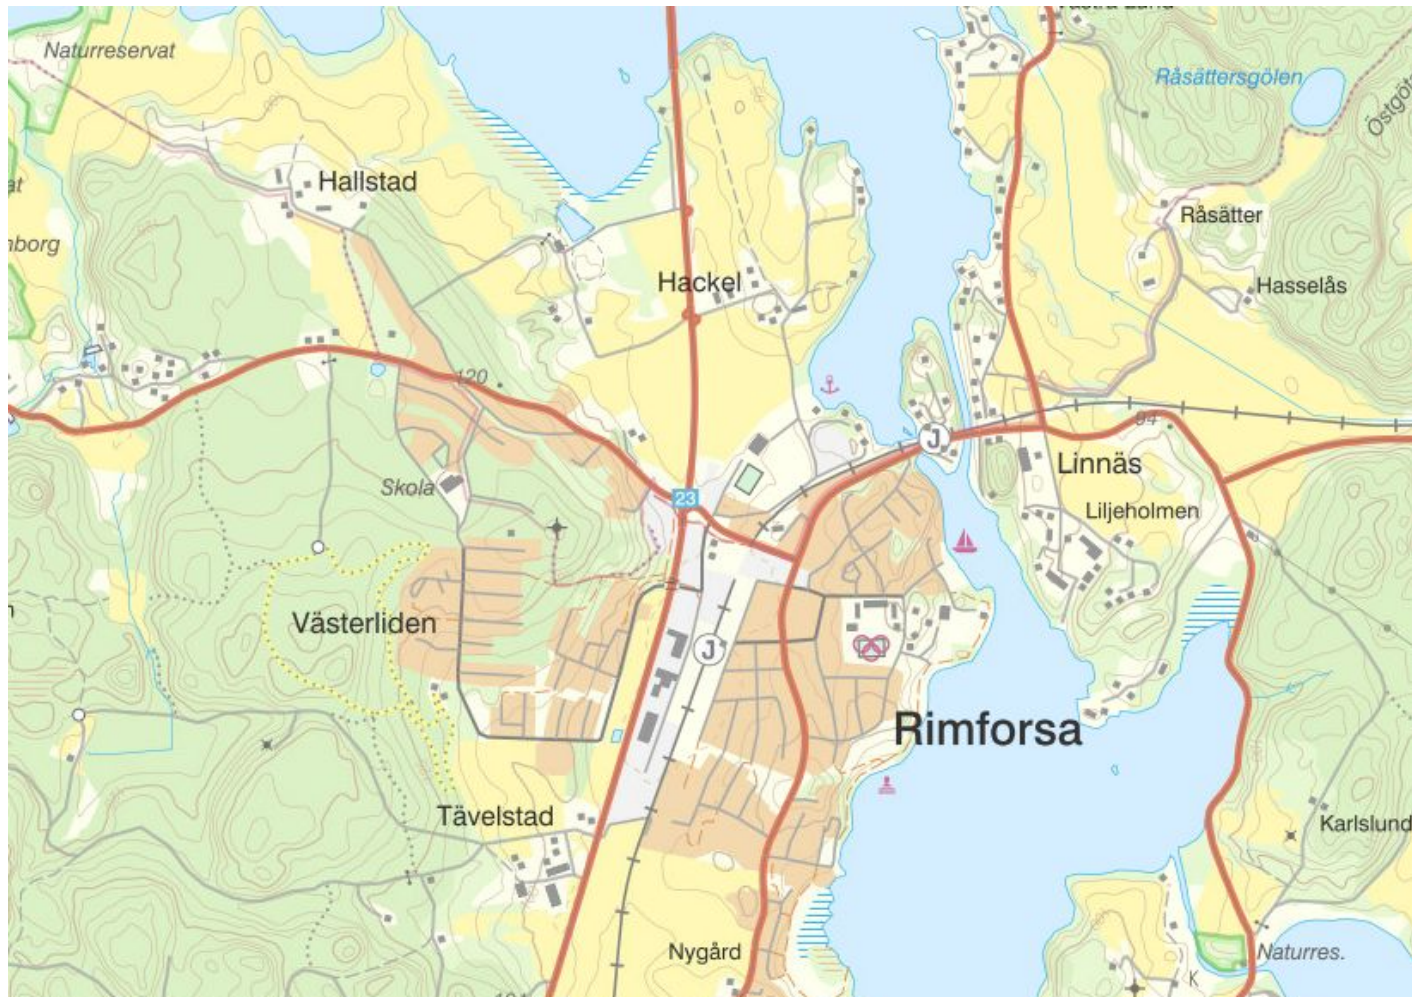 Naturreservat
Råsättersgölen
Hallstad
Råsätter
Hackel
Hasselås
120
94
Linnäs
Skola
23
J
Liljeholmen
Västerliden
J
Rimforsa
Tävelstad
Karlslund
Nygård
Naturres.
K